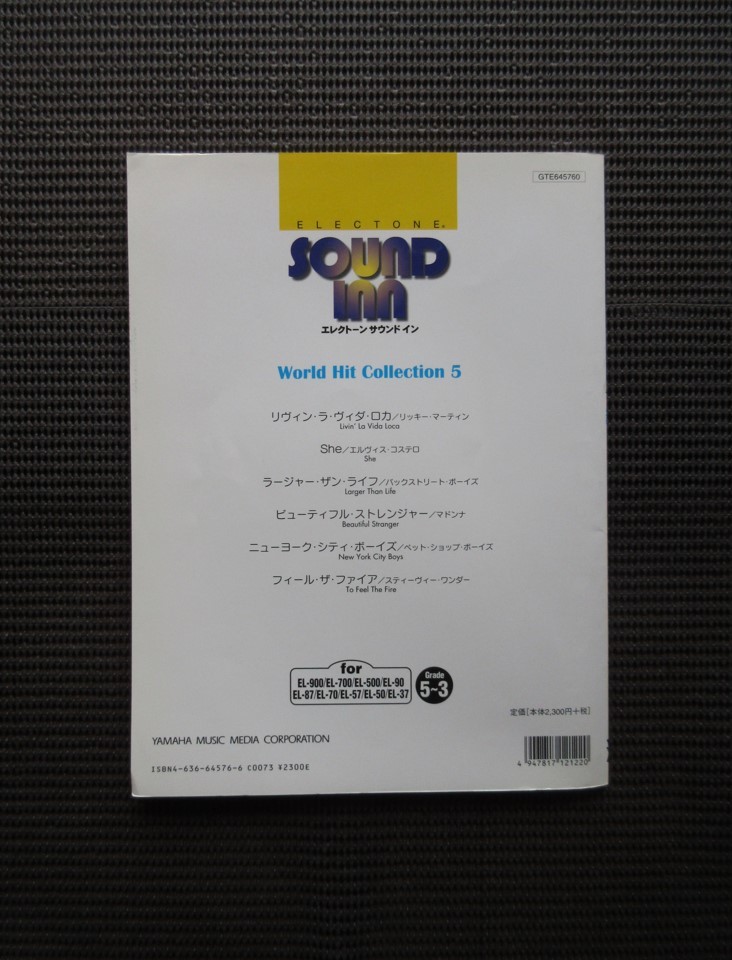 GTE645760
ELECTONE®
SOUND
inn
エレクトーン サウンド イン
World Hit Collection 5
リヴィン・ラ・ヴィダ・ロカ/リッキー・マーティン
Livin' La Vida Loca
She/エルヴィス・コステロ
She
ラージャー・ザン・ライフ/バックストリート・ボーイズ
Larger Than Life
ビューティフル・ストレンジャー/マドンナ
Beautiful Stranger
ニューヨーク・シティ・ボーイズ/ペット・ショップ・ボーイズ
New York City Boys
フィール・ザ・ファイア/スティーヴィー・ワンダー
To Feel The Fire
for
EL-900/EL-700/EL-500/EL-90
EL-87/EL-70/EL-57/EL-50/EL-37
Grade
5~3
定価[本体2,300円+税]
YAMAHA MUSIC MEDIA CORPORATION
ISBN4-636-64576-6 C0073 ¥2300E
4 947817 121220